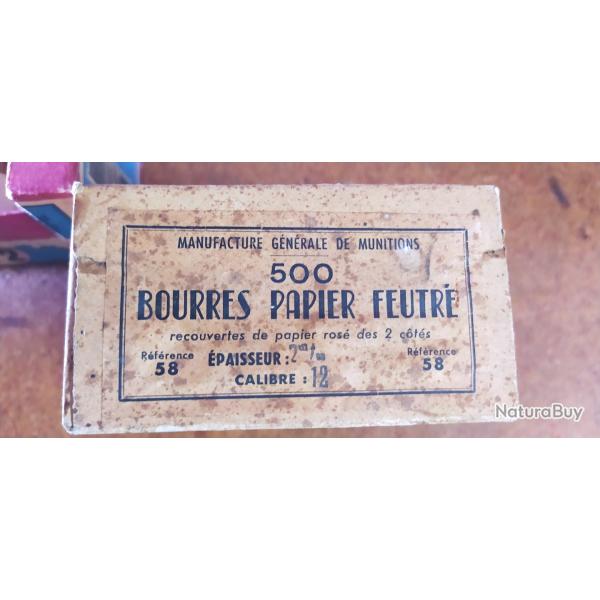 MANUFACTURE GÉNÉRALE DE MUNITIONS
500
BOURRES PAPIER FEUTRÉ
recouvertes de papier rosé des 2 côtés
Référence
58
ÉPAISSEUR : 2 m/m
CALIBRE : 12
Référence
58
NaturaBuy